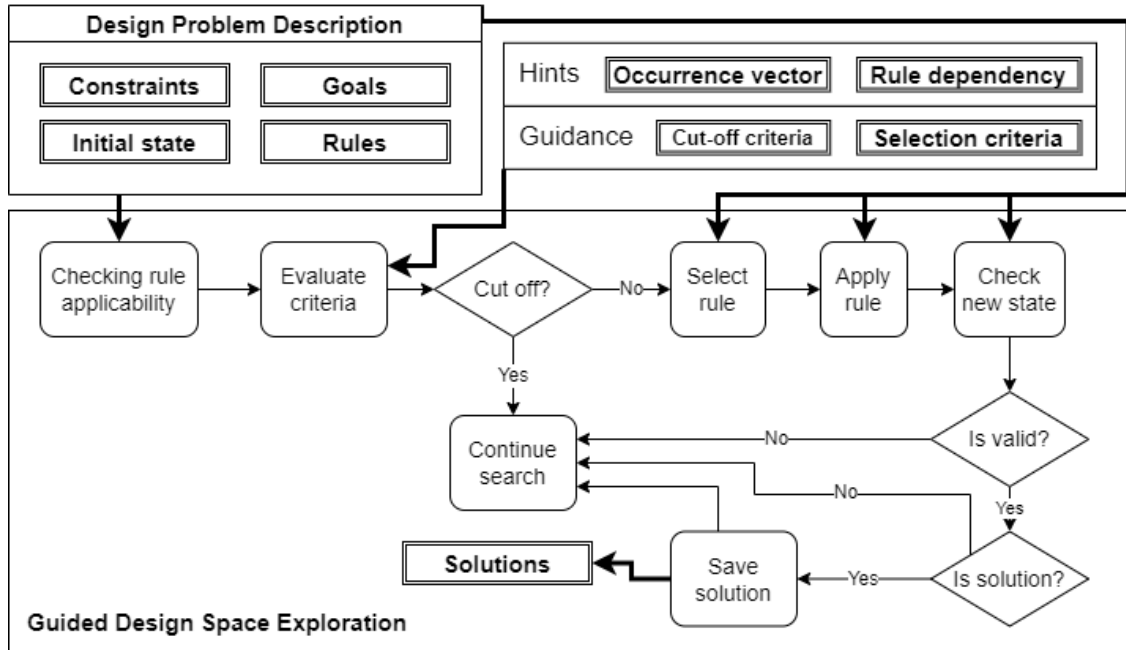 Design Problem Description
Constraints
Goals
Initial state
Rules
Hints
Occurrence vector
Rule dependency
Guidance
Cut-off criteria
Selection criteria
Checking rule
applicability
Evaluate
criteria
Cut off?
No
Select
rule
Apply
rule
Check
new state
Yes
Continue
search
No
Is valid?
No
Yes
Solutions
Save
solution
Yes
Is solution?
Guided Design Space Exploration